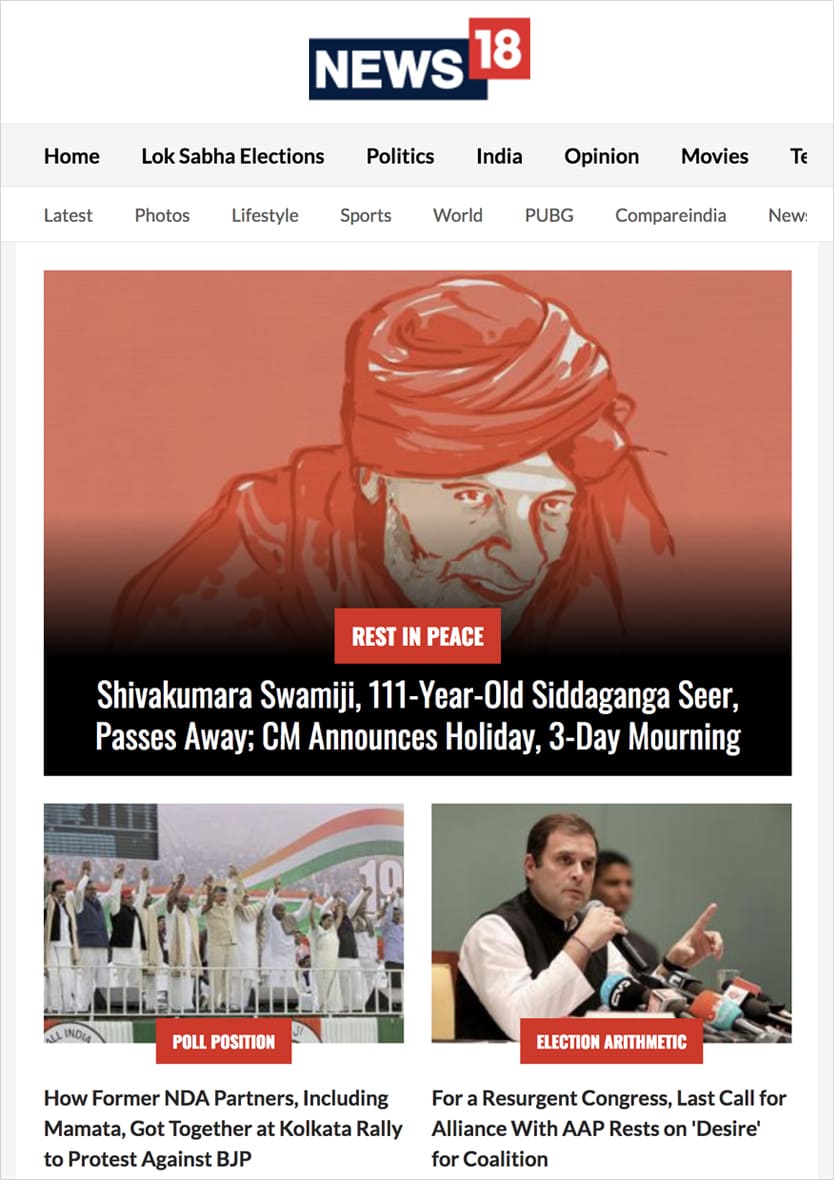 NEWS 18
Home Lok Sabha Elections Politics India Opinion Movies Te
Latest Photos Lifestyle Sports World PUBG Compareindia News
REST IN PEACE
Shivakumara Swamiji, 111-Year-Old Siddaganga Seer,
Passes Away; CM Announces Holiday, 3-Day Mourning
19
ALL INDIA
POLL POSITION
ELECTION ARITHMETIC
How Former NDA Partners, Including
Mamata, Got Together at Kolkata Rally
to Protest Against BJP
For a Resurgent Congress, Last Call for
Alliance With AAP Rests on 'Desire'
for Coalition